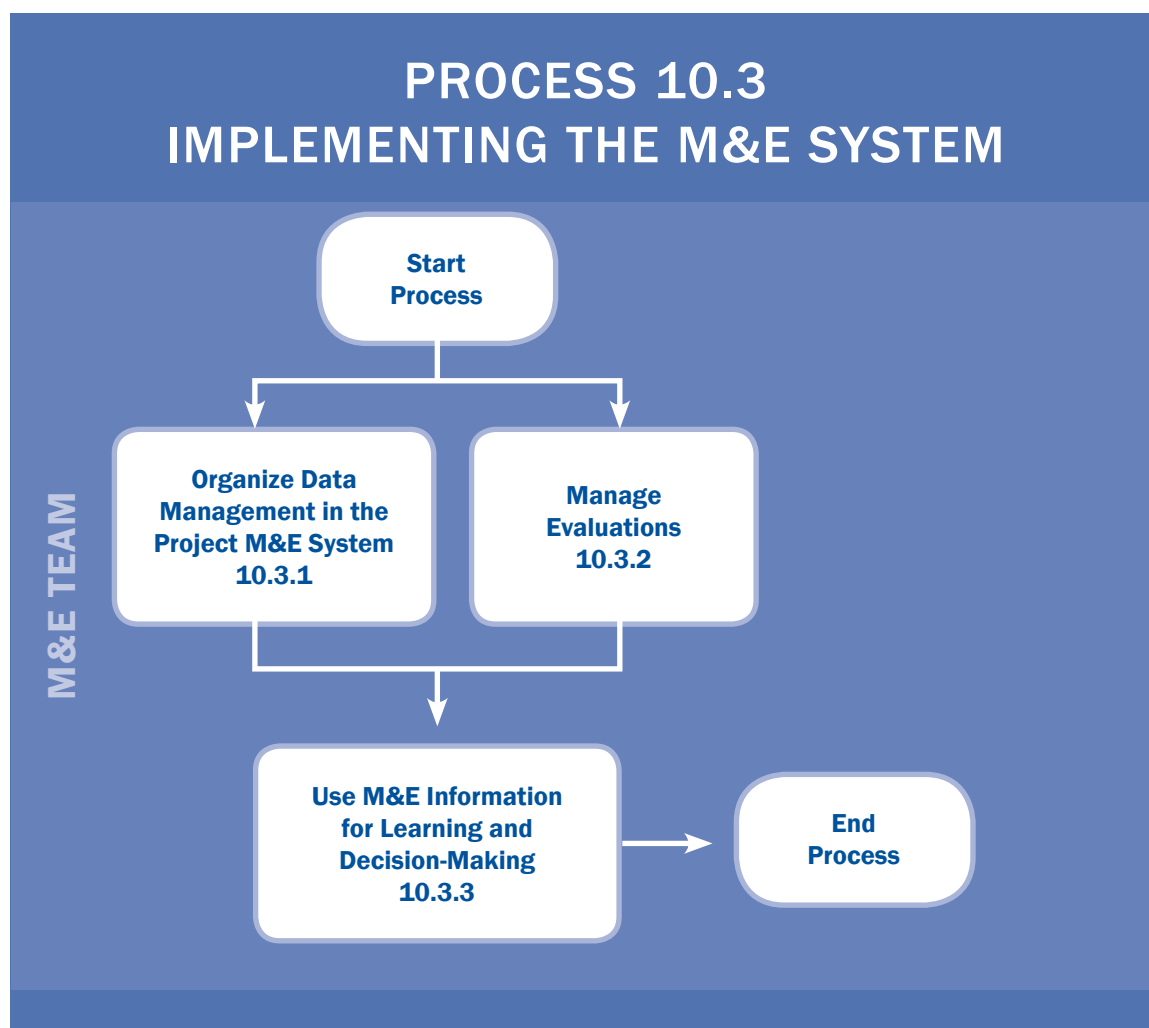 PROCESS 10.3
IMPLEMENTING THE M&E SYSTEM
Start
Process
Organize Data
Management in the
Project M&E System
10.3.1
Manage
Evaluations
10.3.2
M&E TEAM
Use M&E Information
for Learning and
Decision-Making
10.3.3
End
Process